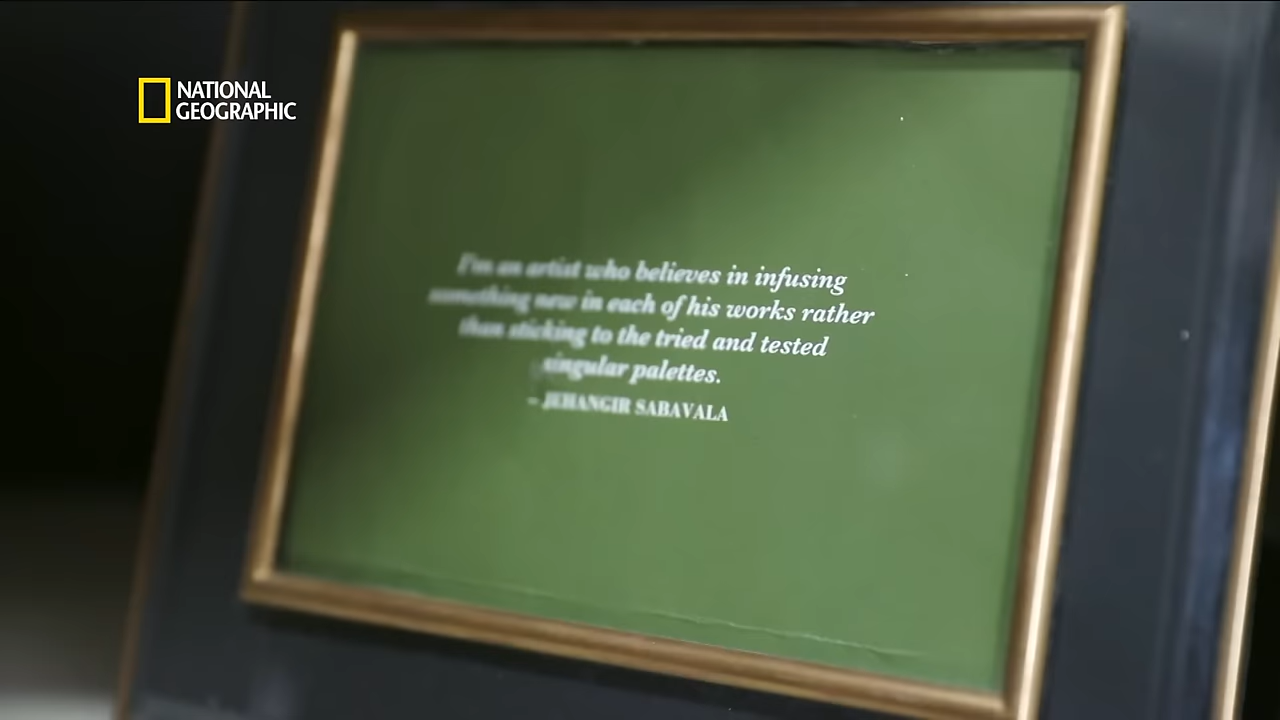 NATIONAL
GEOGRAPHIC
I'm an artist who believes in infusing
something new in each of his works rather
than sticking to the tried and tested
singular palettes.
– JEHANGIR SABAVALA